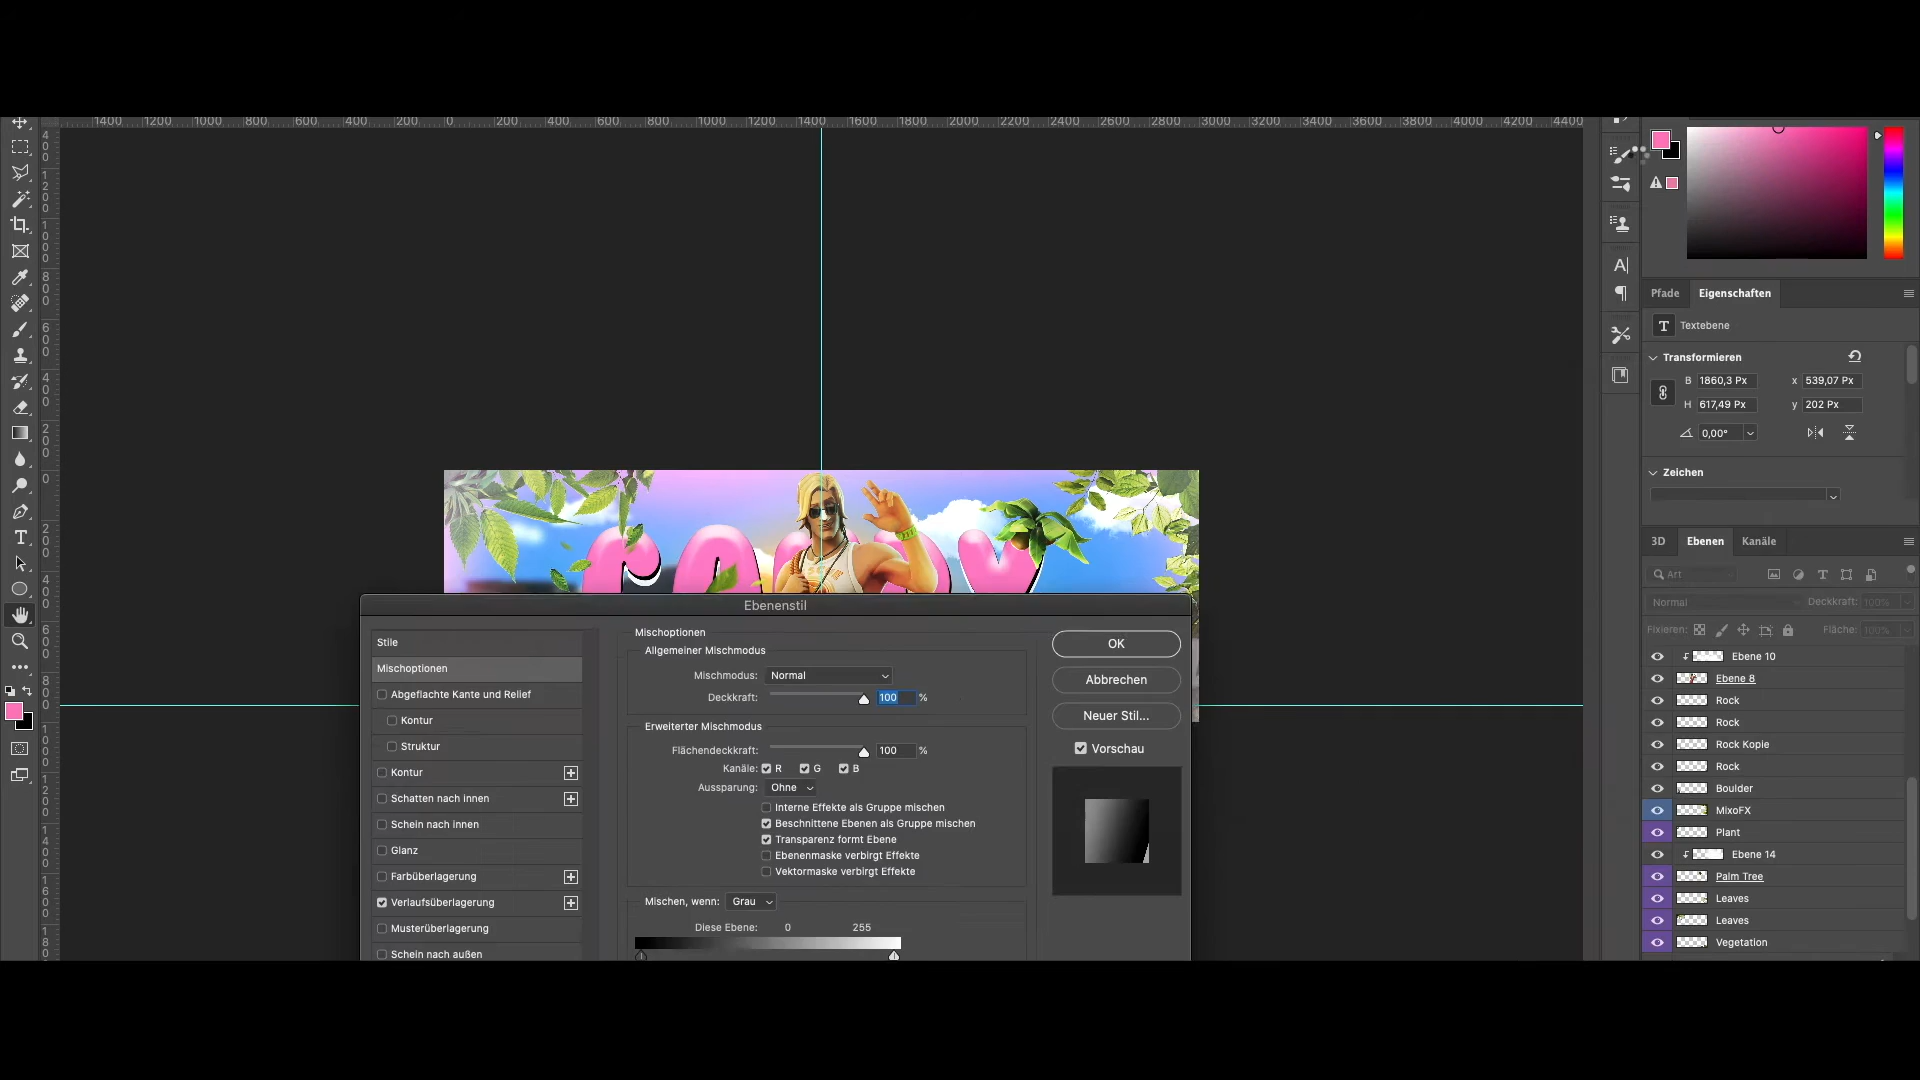 1400 1200 1000 800 600 400 200 0 200 400 600 800 1000 1200 1400 1600 1800 2000 2200 2400 2600 2800 3000 3200 3400 3600 3800 4000 4200 4400
Pfade
Eigenschaften
Textebene
Transformieren
B 1860,3 Px x 539,07 Px
H 617,49 Px y 202 Px
0,00°
Zeichen
3D Ebenen Kanäle
Art
Normal Deckkraft: 100%
Fixieren: Fläche: 100%
Ebene 10
Ebene 8
Rock
Rock
Rock Kopie
Rock
Boulder
MixoFX
Plant
Ebene 14
Palm Tree
Leaves
Leaves
Vegetation
Ebenenstil
Stile
Mischoptionen
Abgeflachte Kante und Relief
Kontur
Struktur
Kontur
Schatten nach innen
Schein nach innen
Glanz
Farbüberlagerung
Verlaufsüberlagerung
Musterüberlagerung
Schein nach außen
Mischoptionen
Allgemeiner Mischmodus
Mischmodus: Normal
Deckkraft: 100 %
Erweiterter Mischmodus
Flächendeckkraft: 100 %
Kanäle: R G B
Aussparung: Ohne
Interne Effekte als Gruppe mischen
Beschnittene Ebenen als Gruppe mischen
Transparenz formt Ebene
Ebenenmaske verbirgt Effekte
Vektormaske verbirgt Effekte
Mischen, wenn: Grau
Diese Ebene: 0 255
OK
Abbrechen
Neuer Stil...
Vorschau